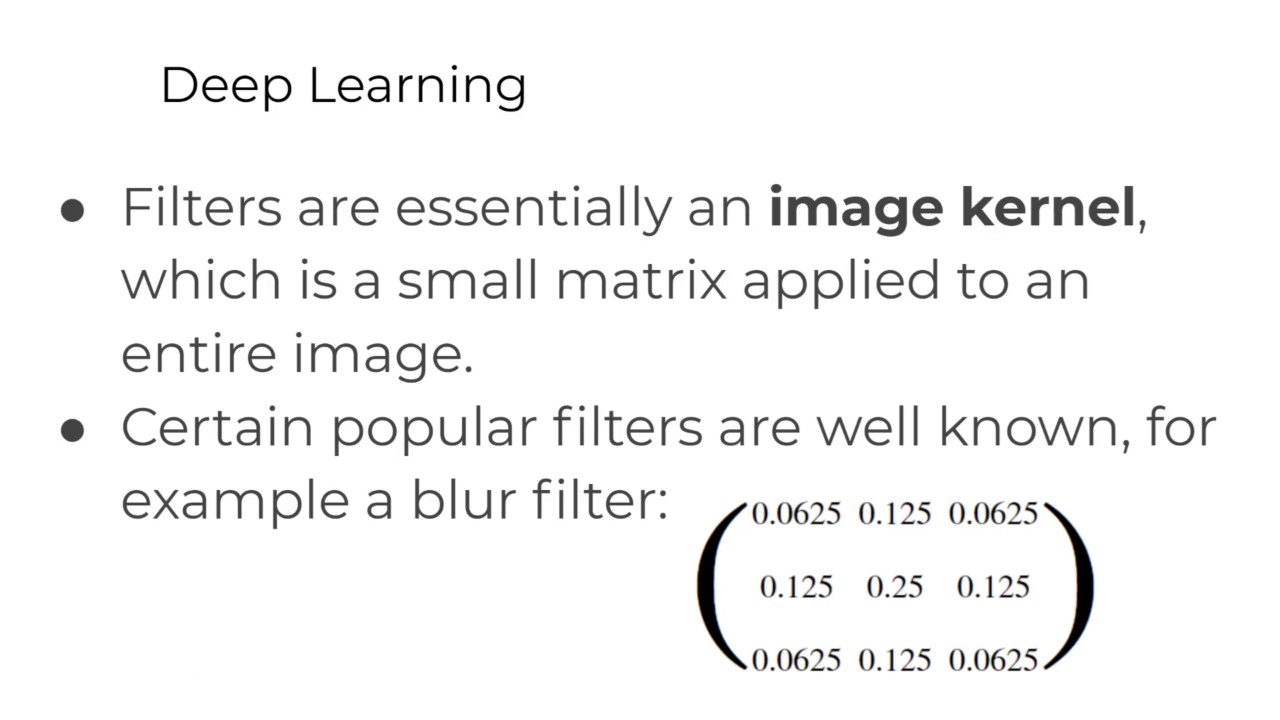 Deep Learning
● Filters are essentially an image kernel,
which is a small matrix applied to an
entire image.
● Certain popular filters are well known, for
example a blur filter:
0.0625 0.125 0.0625
0.125 0.25 0.125
0.0625 0.125 0.0625